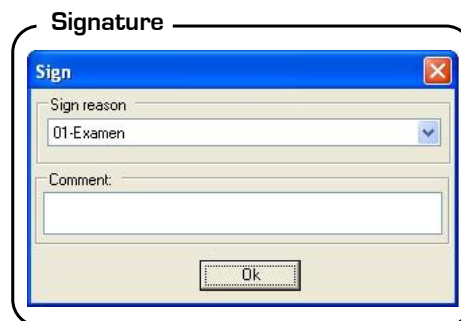 Signature
Sign
Sign reason
01-Examen
Comment:
Ok